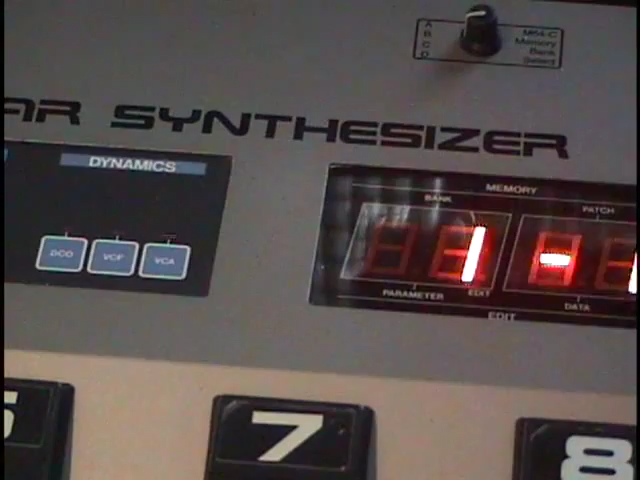 A
B
C
D
M64-C
Memory
Bank
Select
AR SYNTHESIZER
DYNAMICS
MEMORY
BANK
PATCH
DCO
VCF
VCA
1 -
PARAMETER
EDIT
DATA
EDIT
7
8